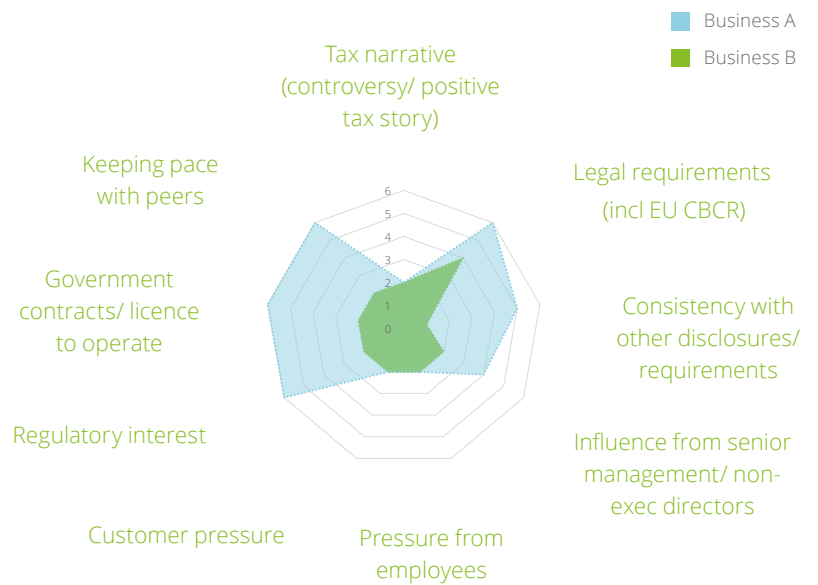 Business A
Business B
Tax narrative
(controversy/ positive
tax story)
Keeping pace
with peers
Legal requirements
(incl EU CBCR)
6
5
4
3
2
1
0
Government
contracts/ licence
to operate
Consistency with
other disclosures/
requirements
Regulatory interest
Influence from senior
management/ non-
exec directors
Customer pressure
Pressure from
employees